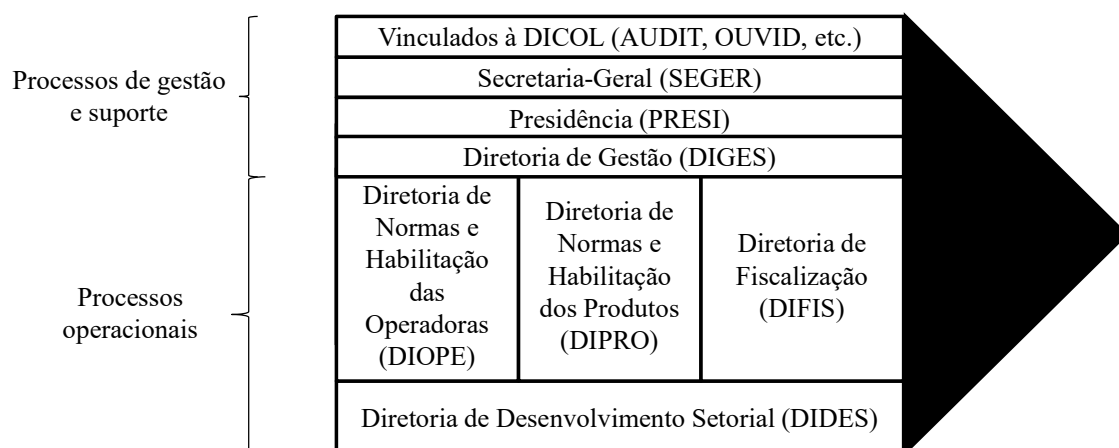 Processos de gestão
e suporte
Vinculados à DICOL (AUDIT, OUVID, etc.)
Secretaria-Geral (SEGER)
Presidência (PRESI)
Diretoria de Gestão (DIGES)
Processos
operacionais
Diretoria de
Normas e
Habilitação
das
Operadoras
(DIOPE)
Diretoria de
Normas e
Habilitação
dos Produtos
(DIPRO)
Diretoria de
Fiscalização
(DIFIS)
Diretoria de Desenvolvimento Setorial (DIDES)